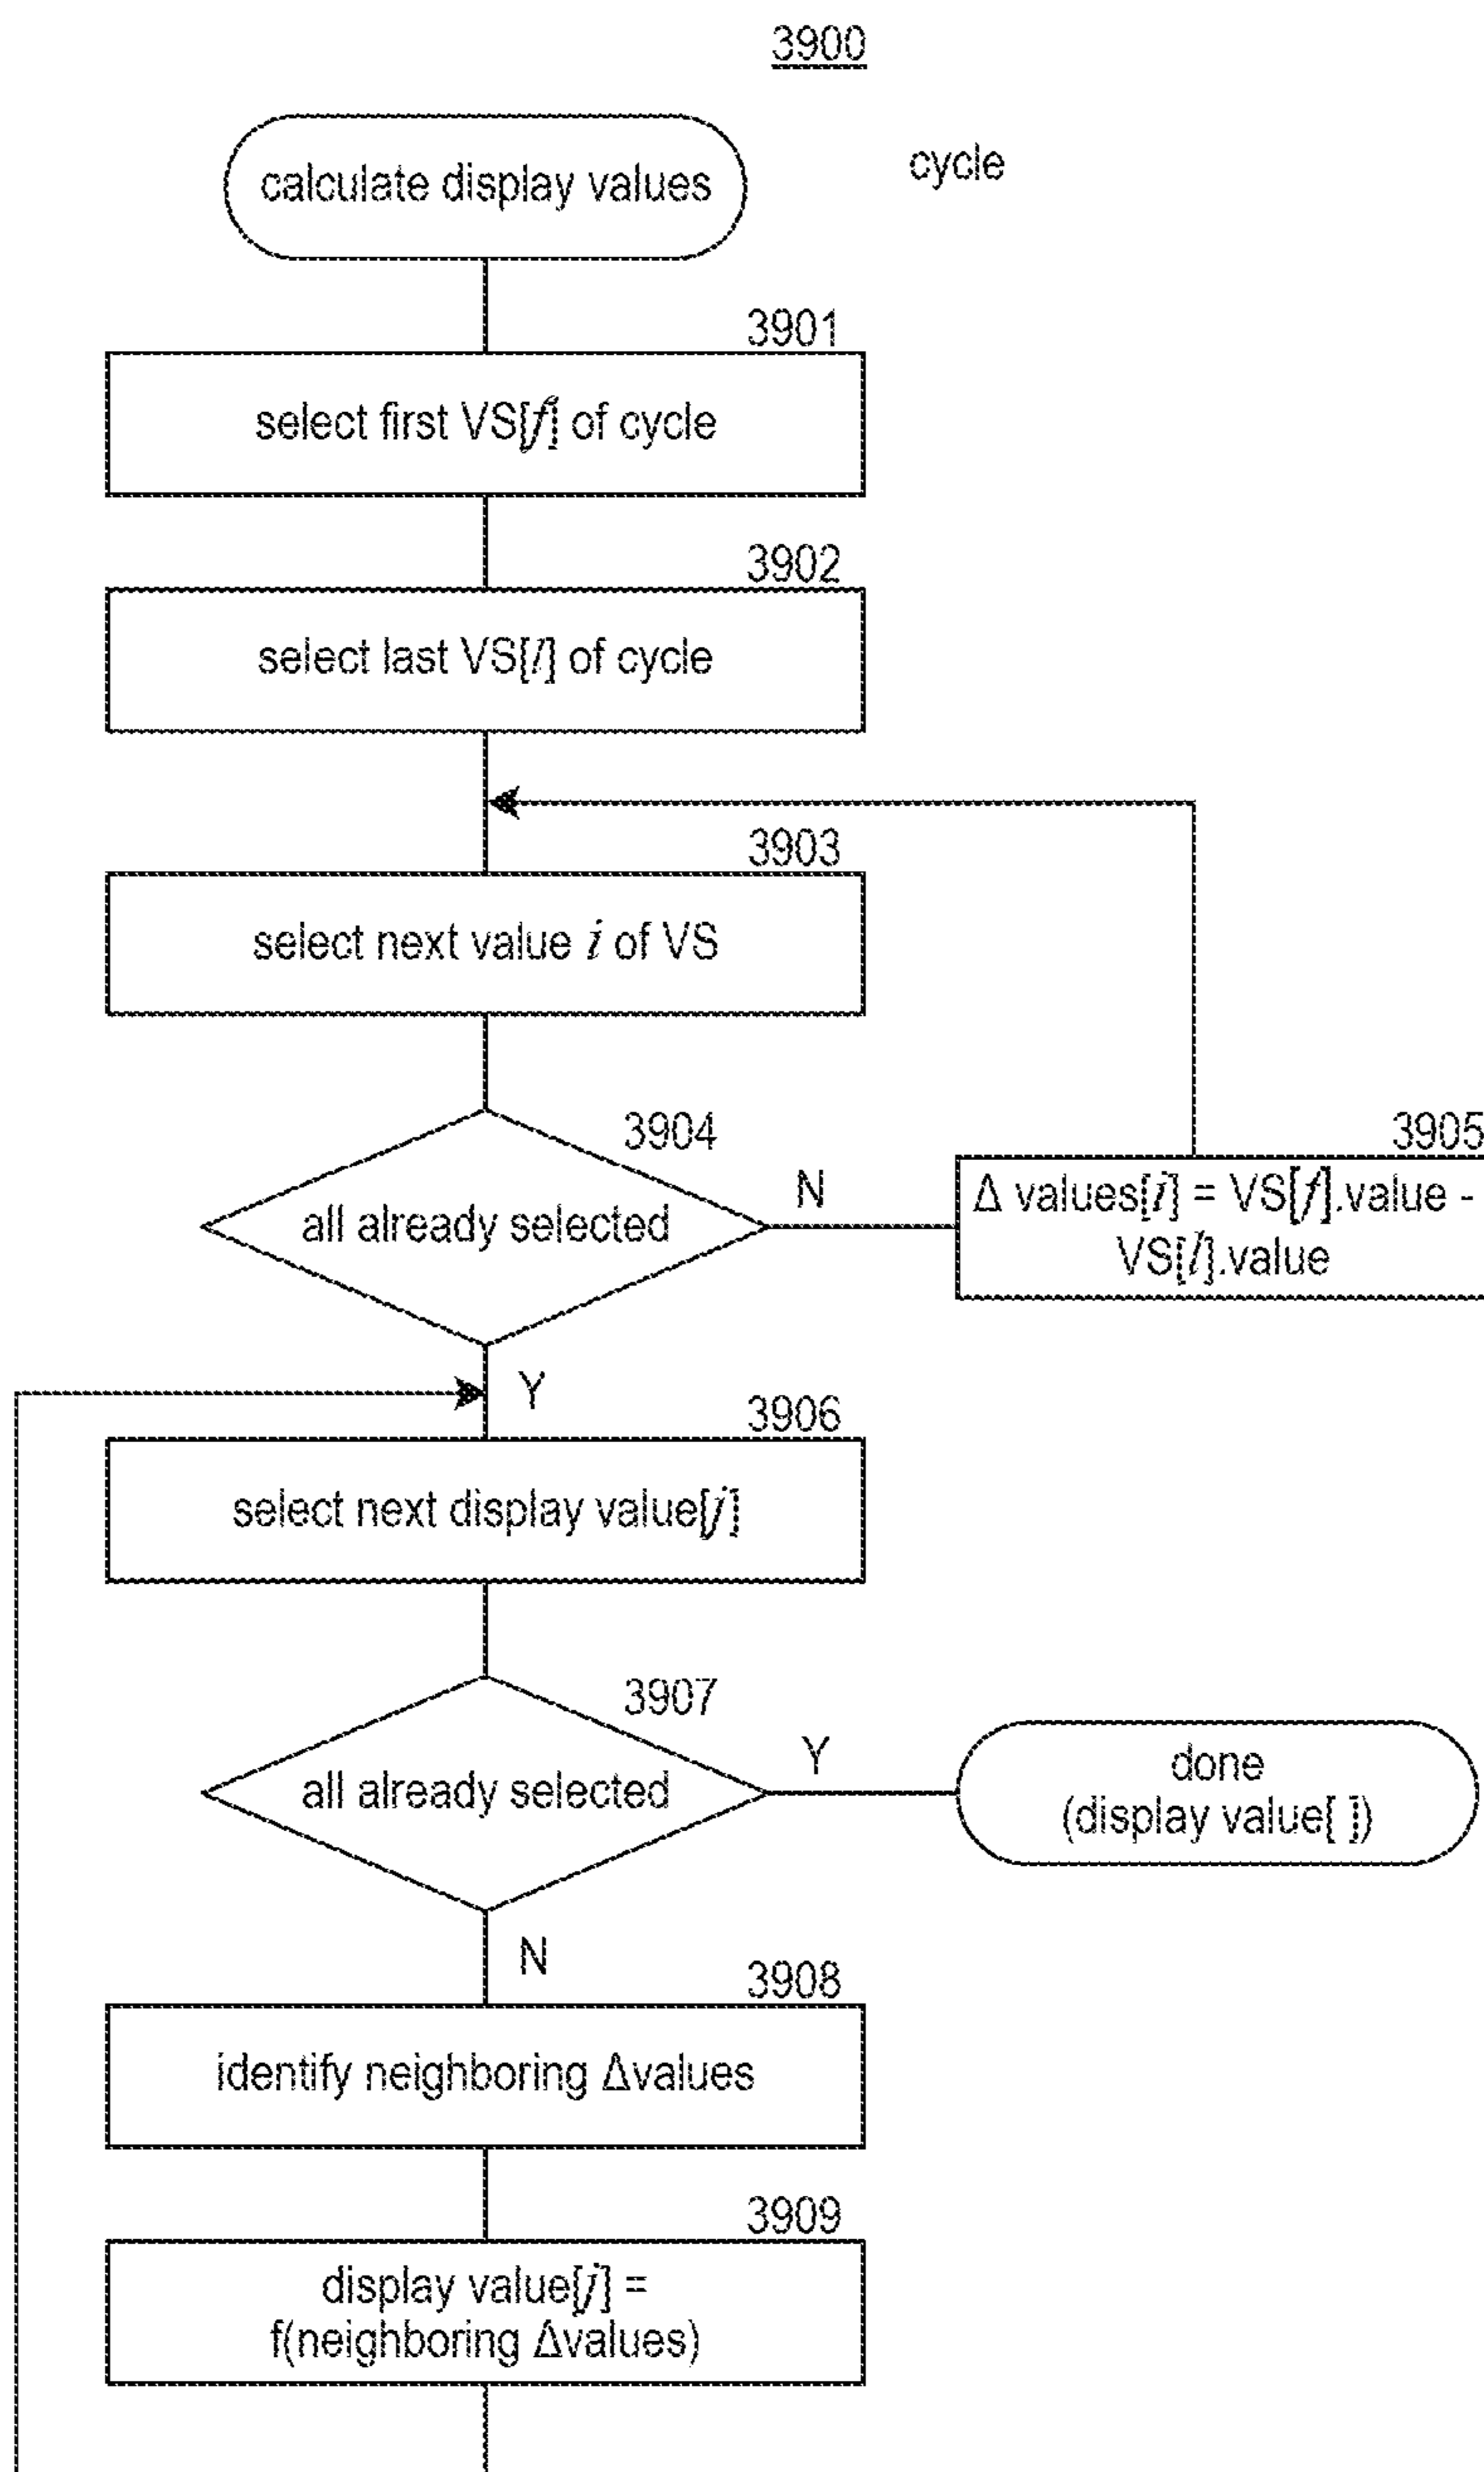 3900
calculate display values
cycle
3901
select first VS[f] of cycle
3902
select last VS[l] of cycle
3903
select next value i of VS
3904
all already selected
N
3905
Δ values[i] = VS[f].value -
VS[l].value
Y
3906
select next display value[j]
3907
all already selected
Y
done
(display value[ ])
N
3908
identify neighboring Δvalues
3909
display value[j] =
f(neighboring Δvalues)